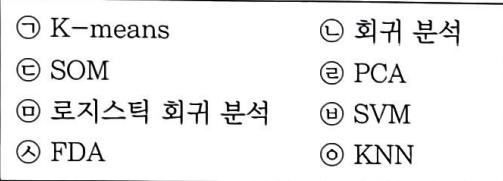 ㉠ K-means ㉡ 회귀 분석
㉢ SOM ㉣ PCA
㉤ 로지스틱 회귀 분석 ㉥ SVM
㉦ FDA ㉧ KNN